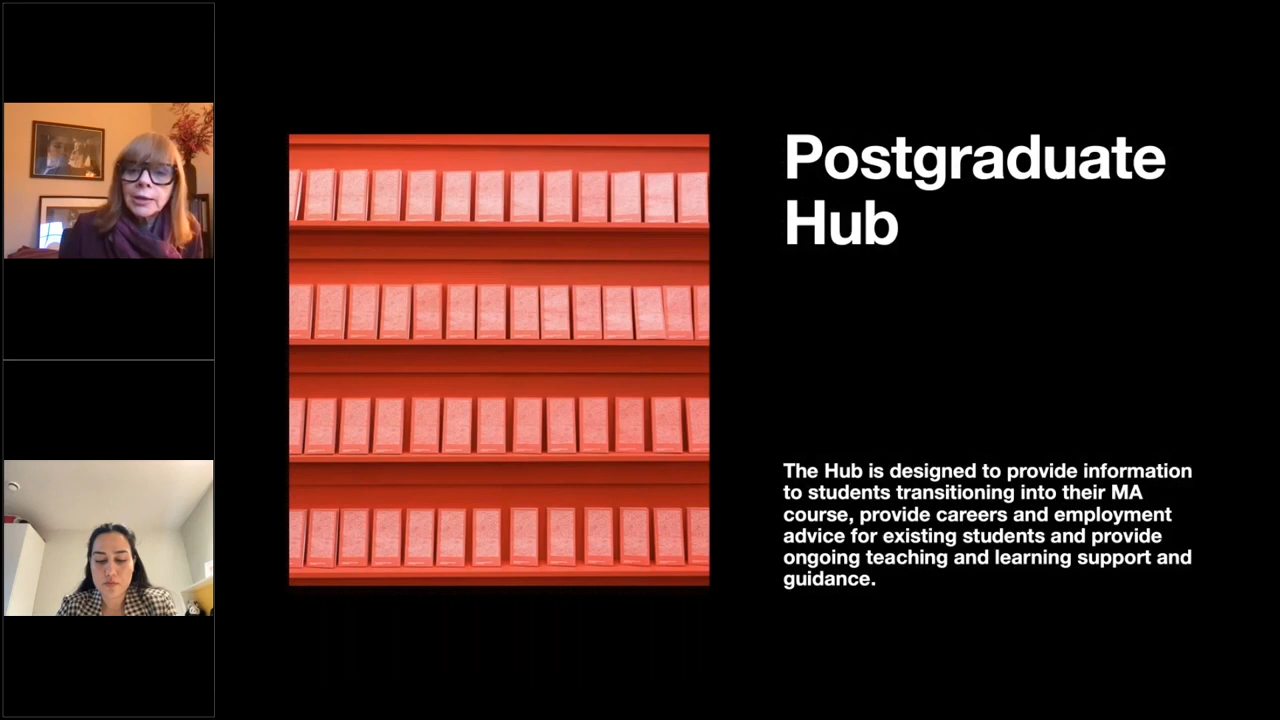 Postgraduate
Hub
The Hub is designed to provide information
to students transitioning into their MA
course, provide careers and employment
advice for existing students and provide
ongoing teaching and learning support and
guidance.